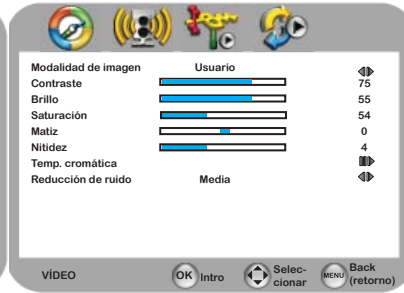 Modalidad de imagen Usuario
Contraste 75
Brillo 55
Saturación 54
Matiz 0
Nitidez 4
Temp. cromática
Reducción de ruido Media
VÍDEO OK Intro Selec-cionar MENU Back (retorno)